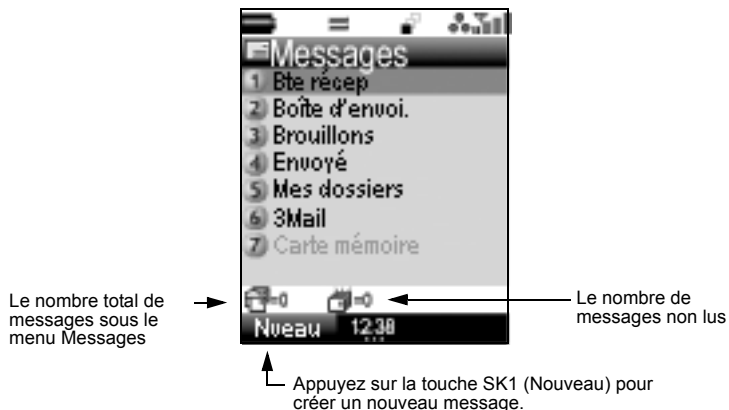 Messages
1 Bte récep
2 Boîte d'envoi.
3 Brouillons
4 Envoyé
5 Mes dossiers
6 3Mail
7 Carte mémoire
=0 =0
Nveau 12:38
Le nombre total de
messages sous le
menu Messages
Le nombre de
messages non lus
Appuyez sur la touche SK1 (Nouveau) pour
créer un nouveau message.